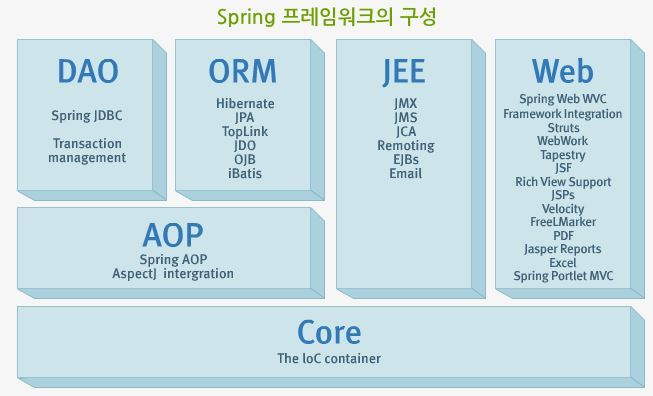 Spring 프레임워크의 구성
DAO
Spring JDBC
Transaction
management
ORM
Hibernate
JPA
TopLink
JDO
OJB
iBatis
JEE
JMX
JMS
JCA
Remoting
EJBs
Email
Web
Spring Web WVC
Framework Integration
Struts
WebWork
Tapestry
JSF
Rich View Support
JSPs
Velocity
FreeLMarker
PDF
Jasper Reports
Excel
Spring Portlet MVC
AOP
Spring AOP
AspectJ intergration
Core
The loC container